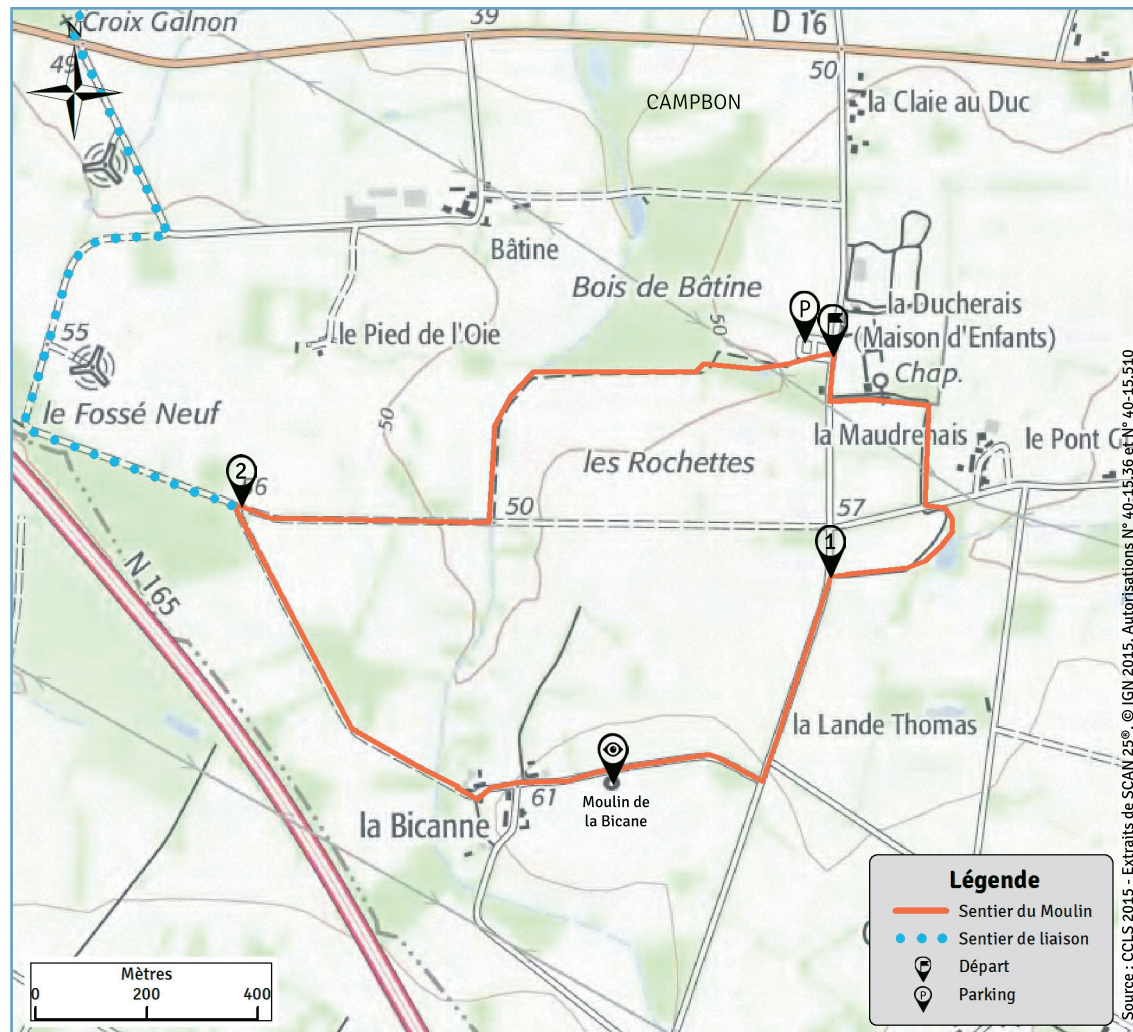 Croix Galnon
N
39
D 16
49
50
CAMPBON
la Claie au Duc
Bâtine
Bois de Bâtine
P
la Ducherais
(Maison d'Enfants)
50
55
le Pied de l'Oie
Chap.
le Fossé Neuf
50
la Maudrenais
les Rochettes
2
50
57
1
N 165
la Lande Thomas
61
Moulin de
la Bicane
la Bicanne
Légende
Sentier du Moulin
Sentier de liaison
Départ
P
Parking
Mètres
0 200 400
Source : CCLS 2015 - Extraits de SCAN 25®. © IGN 2015. Autorisations N° 40-15.36 et N° 40-15.510